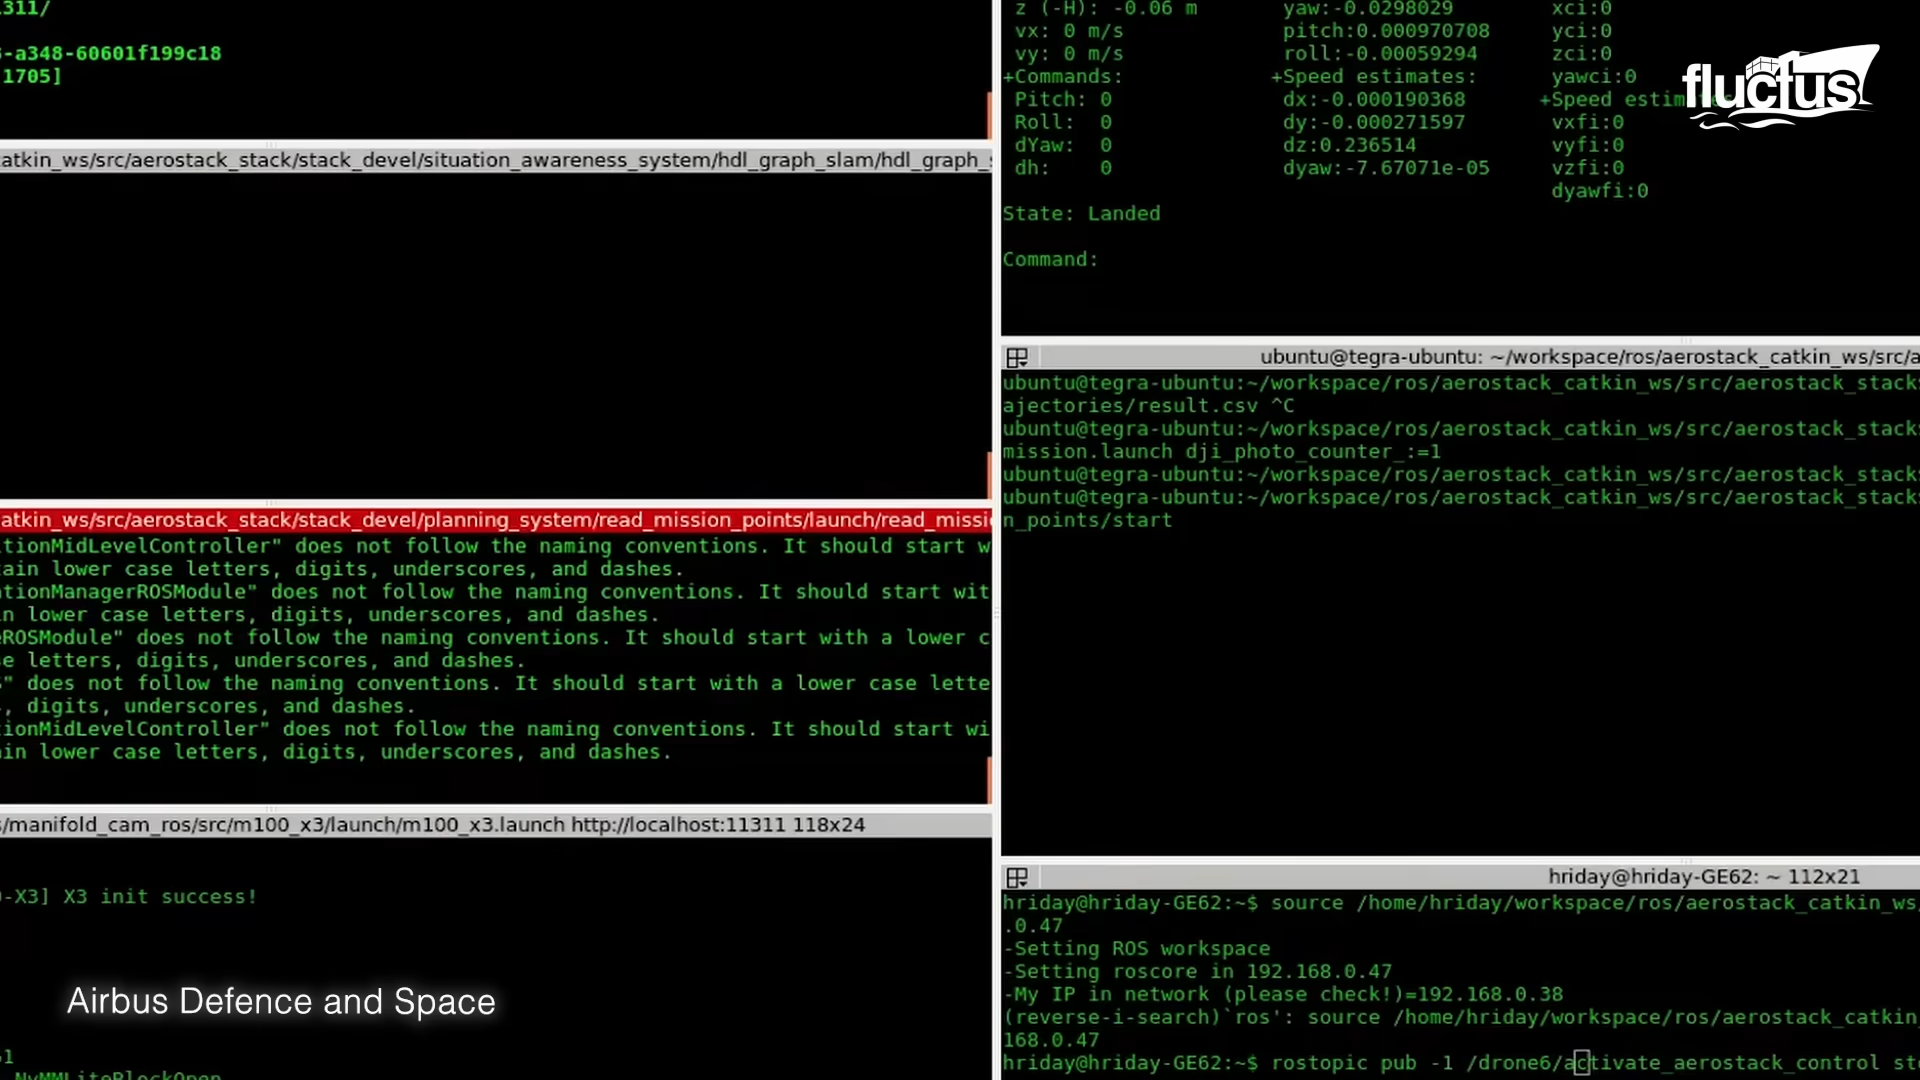 311/
-a348-60601f199c18
1705]
atkin_ws/src/aerostack_stack/stack_devel/situation_awareness_system/hdl_graph_slam/hdl_graph_s
atkin_ws/src/aerostack_stack/stack_devel/planning_system/read_mission_points/launch/read_missi
tionMidLevelController" does not follow the naming conventions. It should start w
ain lower case letters, digits, underscores, and dashes.
ationManagerROSModule" does not follow the naming conventions. It should start wit
in lower case letters, digits, underscores, and dashes.
eROSModule" does not follow the naming conventions. It should start with a lower c
se letters, digits, underscores, and dashes.
" does not follow the naming conventions. It should start with a lower case lette
, digits, underscores, and dashes.
tionMidLevelController" does not follow the naming conventions. It should start wi
ain lower case letters, digits, underscores, and dashes.
/manifold_cam_ros/src/m100_x3/launch/m100_x3.launch http://localhost:11311 118x24
-X3] X3 init success!
Airbus Defence and Space
NvMMLiteBlockOpen
z (-H): -0.06 m yaw:-0.0298029 xci:0
vx: 0 m/s pitch:0.000970708 yci:0
vy: 0 m/s roll:-0.00059294 zci:0
+Commands: +Speed estimates: yawci:0
Pitch: 0 dx:-0.000190368 +Speed estim
Roll: 0 dy:-0.000271597 vxfi:0
dYaw: 0 dz:0.236514 vyfi:0
dh: 0 dyaw:-7.67071e-05 vzfi:0
dyawfi:0
State: Landed
Command:
fluctus
ubuntu@tegra-ubuntu: ~/workspace/ros/aerostack_catkin_ws/src/a
ubuntu@tegra-ubuntu:~/workspace/ros/aerostack_catkin_ws/src/aerostack_stack
ajectories/result.csv ^C
ubuntu@tegra-ubuntu:~/workspace/ros/aerostack_catkin_ws/src/aerostack_stack
mission.launch dji_photo_counter_:=1
ubuntu@tegra-ubuntu:~/workspace/ros/aerostack_catkin_ws/src/aerostack_stack
ubuntu@tegra-ubuntu:~/workspace/ros/aerostack_catkin_ws/src/aerostack_stack
n_points/start
hriday@hriday-GE62: ~ 112x21
hriday@hriday-GE62:~$ source /home/hriday/workspace/ros/aerostack_catkin_ws
.0.47
-Setting ROS workspace
-Setting roscore in 192.168.0.47
-My IP in network (please check!)=192.168.0.38
(reverse-i-search)`ros': source /home/hriday/workspace/ros/aerostack_catkin
168.0.47
hriday@hriday-GE62:~$ rostopic pub -1 /drone6/activate_aerostack_control st